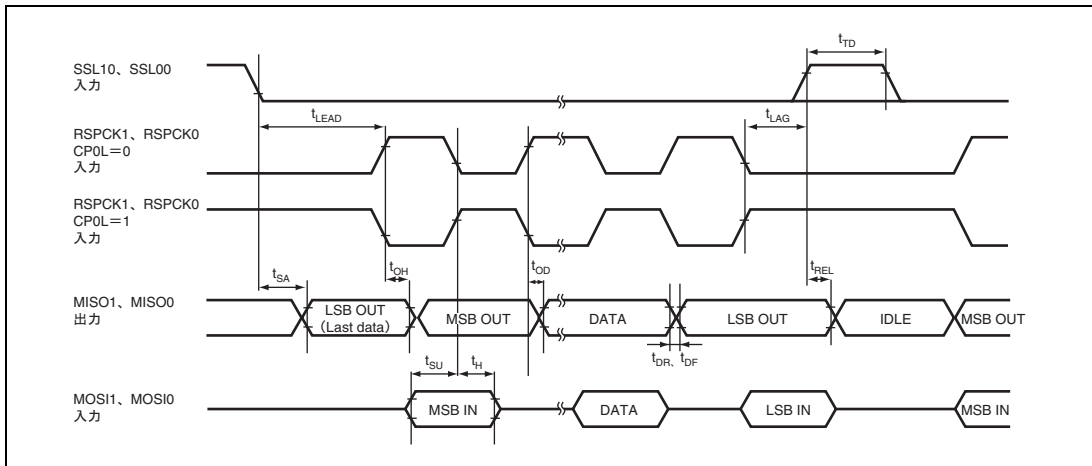 t_TD
SSL10、SSL00
入力
t_LEAD
t_LAG
RSPCK1、RSPCK0
CP0L＝0
入力
RSPCK1、RSPCK0
CP0L＝1
入力
t_SA
t_OH
t_OD
t_REL
MISO1、MISO0
出力
LSB OUT
（Last data）
MSB OUT
DATA
LSB OUT
IDLE
MSB OUT
t_SU
t_H
t_DR、t_DF
MOSI1、MOSI0
入力
MSB IN
DATA
LSB IN
MSB IN